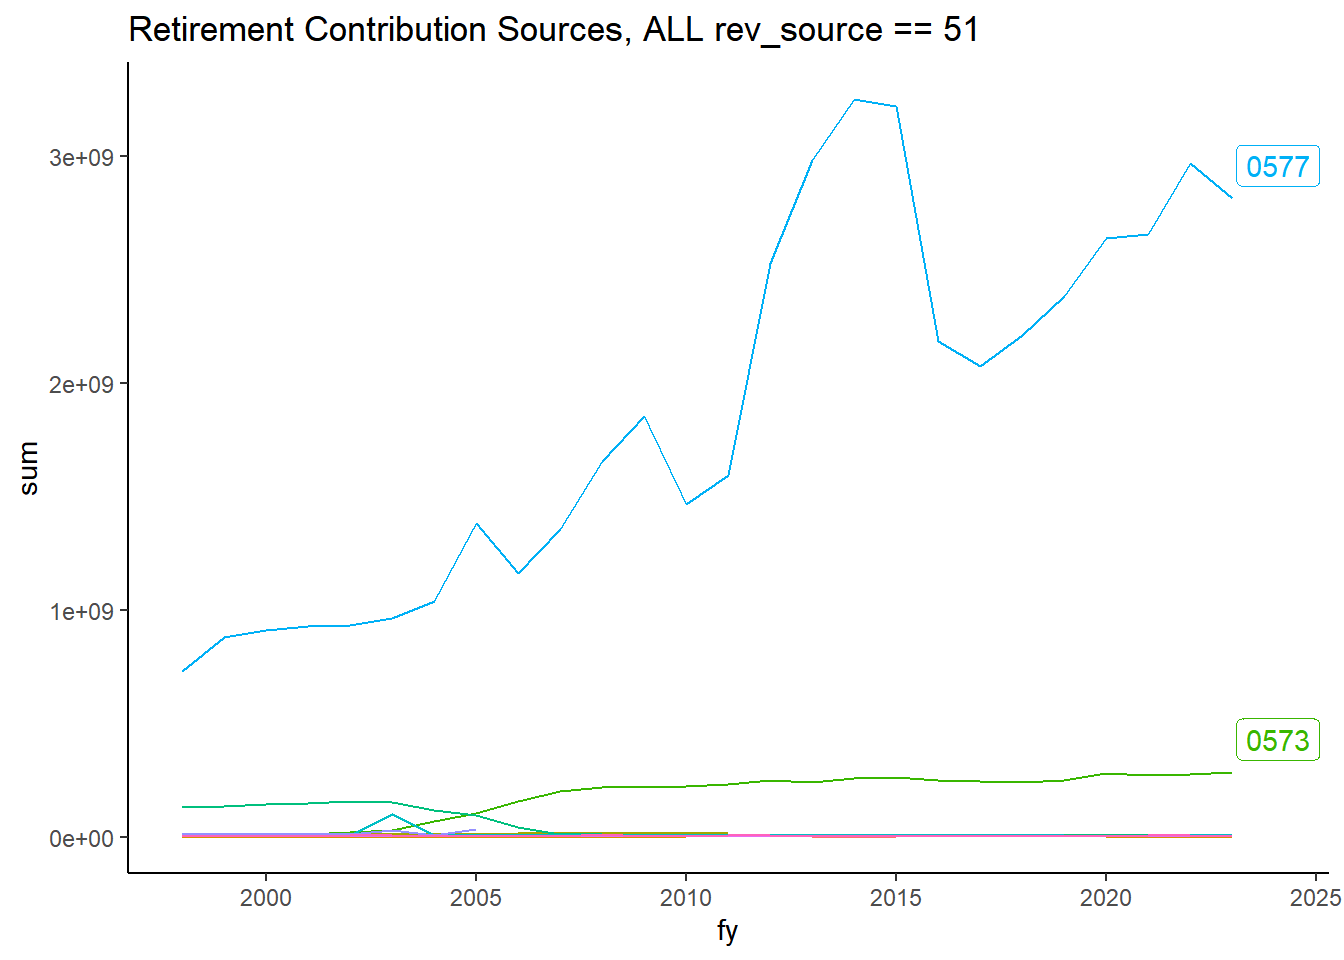 Retirement Contribution Sources, ALL rev_source == 51
3e+09
2e+09
1e+09
0e+00
sum
0577
0573
2000 2005 2010 2015 2020 2025
fy